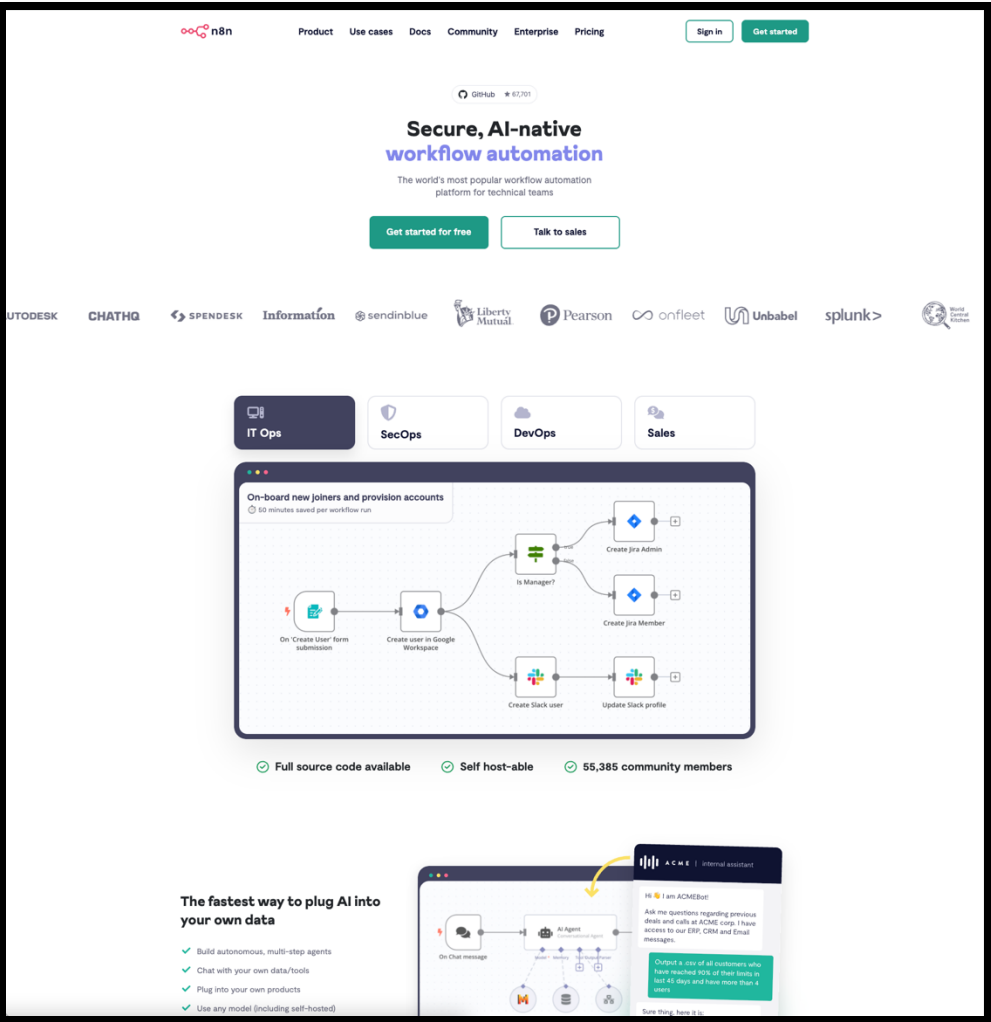 n8n
Product Use cases Docs Community Enterprise Pricing
Sign in
Get started
GitHub ★ 67,701
Secure, AI-native
workflow automation
The world's most popular workflow automation
platform for technical teams
Get started for free
Talk to sales
UTODESK CHATHQ SPENDESK Information sendinblue Liberty Mutual. Pearson onfleet Unbabel splunk> World Central Kitchen
IT Ops
SecOps
DevOps
Sales
On-board new joiners and provision accounts
50 minutes saved per workflow run
On 'Create User' form
submission
Create user in Google
Workspace
Is Manager?
true
false
Create Jira Admin
Create Jira Member
Create Slack user
Update Slack profile
Full source code available
Self host-able
55,385 community members
The fastest way to plug AI into
your own data
Build autonomous, multi-step agents
Chat with your own data/tools
Plug into your own products
Use any model (including self-hosted)
On Chat message
AI Agent
Conversational Agent
Model *
Memory
Tool
Output Parser
ACME | internal assistant
Hi 👋 I am ACMEBot!
Ask me questions regarding previous
deals and calls at ACME corp. I have
access to our ERP, CRM and Email
messages.
Output a .csv of all customers who
have reached 90% of their limits in
last 45 days and have more than 4
users
Sure thing, here it is: